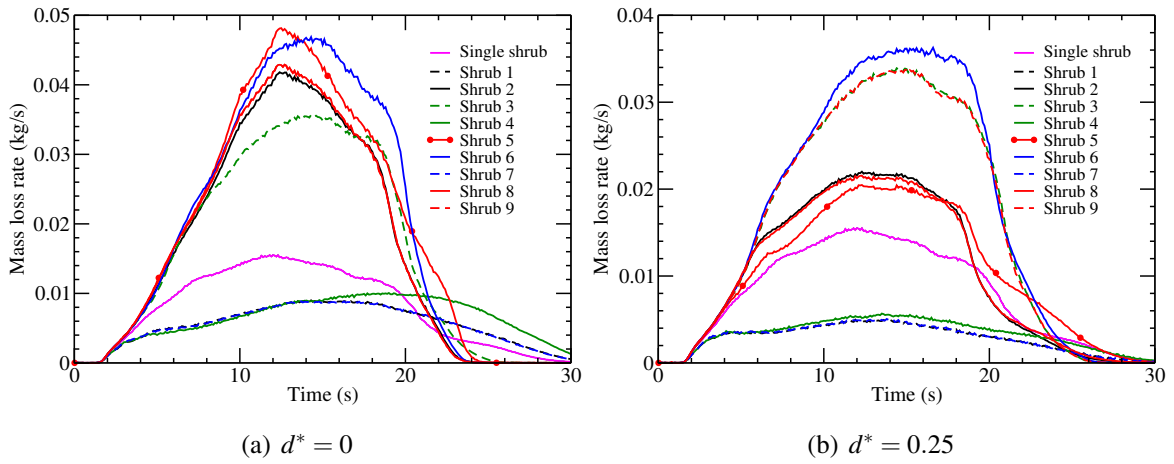 0.05
0.04
0.03
0.02
0.01
0
0 10 20 30
Mass loss rate (kg/s)
Time (s)
Single shrub
Shrub 1
Shrub 2
Shrub 3
Shrub 4
Shrub 5
Shrub 6
Shrub 7
Shrub 8
Shrub 9
(a) d* = 0
0.04
0.03
0.02
0.01
0
0 10 20 30
Mass loss rate (kg/s)
Time (s)
Single shrub
Shrub 1
Shrub 2
Shrub 3
Shrub 4
Shrub 5
Shrub 6
Shrub 7
Shrub 8
Shrub 9
(b) d* = 0.25